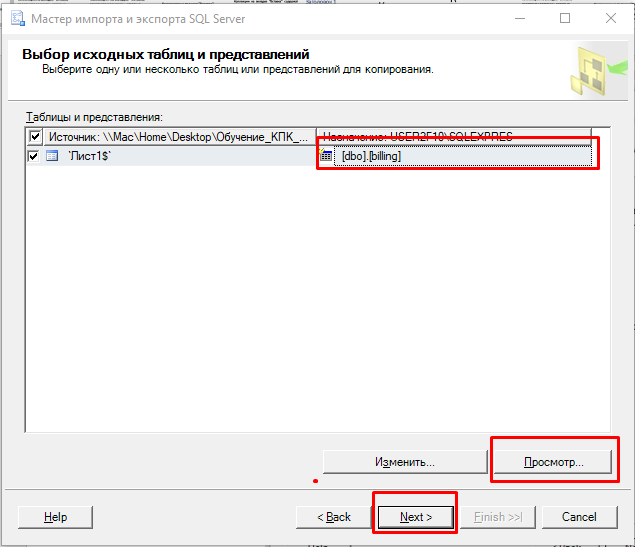 Мастер импорта и экспорта SQL Server
Выбор исходных таблиц и представлений
Выберите одну или несколько таблиц или представлений для копирования.
Таблицы и представления:
Источник: \\Mac\Home\Desktop\Обучение_КПК_... Назначение: USER2F10\SQLEXPRES
`Лист1$` [dbo].[billing]
Изменить... Просмотр...
Help < Back Next > Finish >>| Cancel